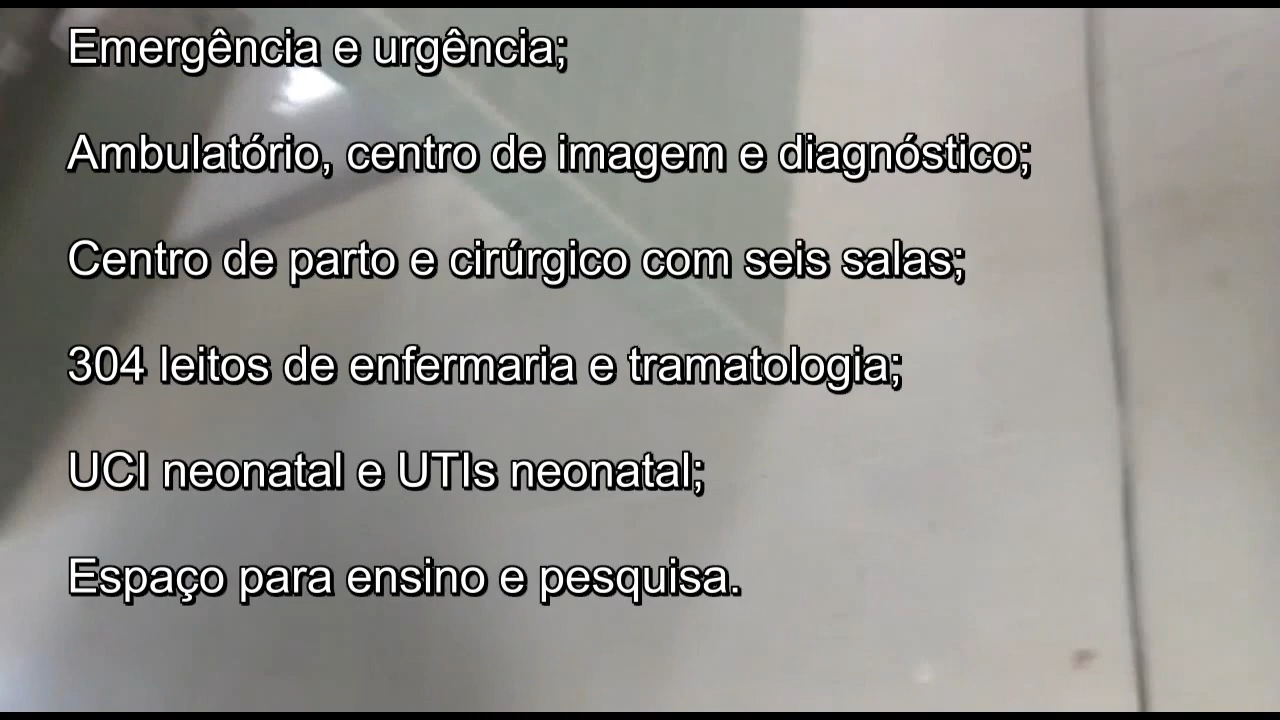 Emergência e urgência;
Ambulatório, centro de imagem e diagnóstico;
Centro de parto e cirúrgico com seis salas;
304 leitos de enfermaria e tramatologia;
UCI neonatal e UTIs neonatal;
Espaço para ensino e pesquisa.